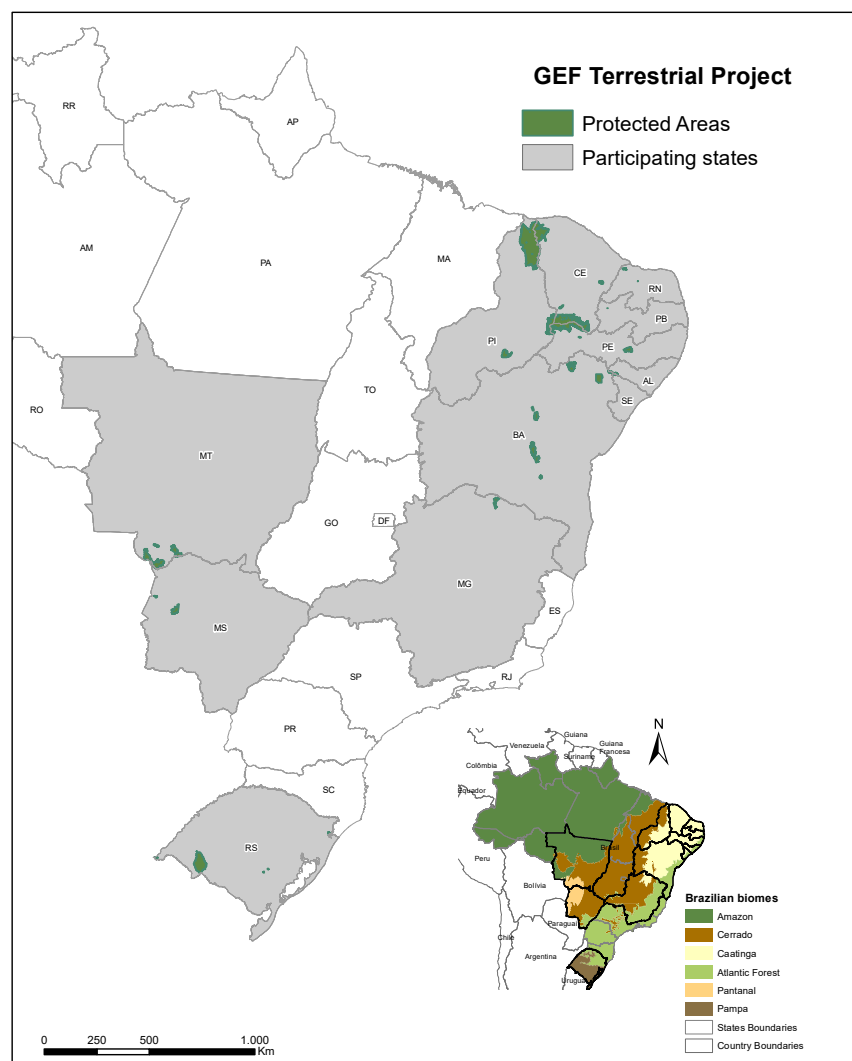 GEF Terrestrial Project
Protected Areas
Participating states
RR
AP
AM
PA
MA
CE
RN
PB
PI
PE
AL
SE
TO
RO
BA
MT
GO
DF
MG
ES
MS
SP
RJ
PR
SC
RS
N
Guiana
Venezuela
Guiana
Francesa
Suriname
Colômbia
Equador
Brasil
Peru
Bolívia
Paraguai
Chile
Argentina
Uruguai
Brazilian biomes
Amazon
Cerrado
Caatinga
Atlantic Forest
Pantanal
Pampa
States Boundaries
Country Boundaries
0 250 500 1.000
Km